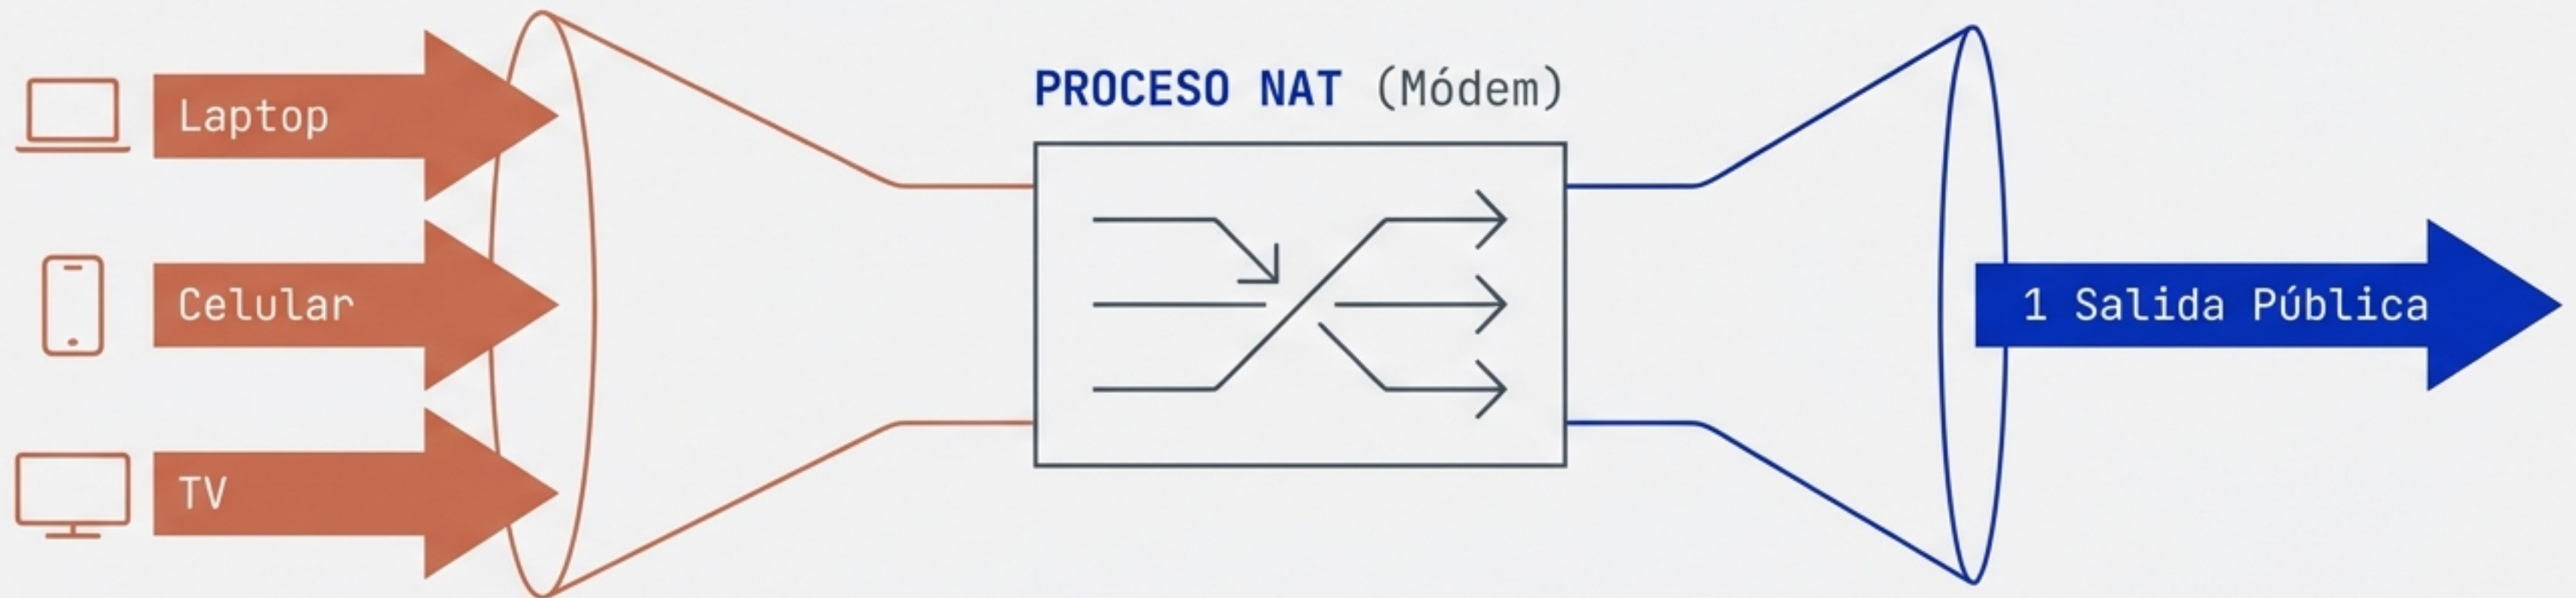 PROCESO NAT (Módem)
Laptop
Celular
TV
1 Salida Pública